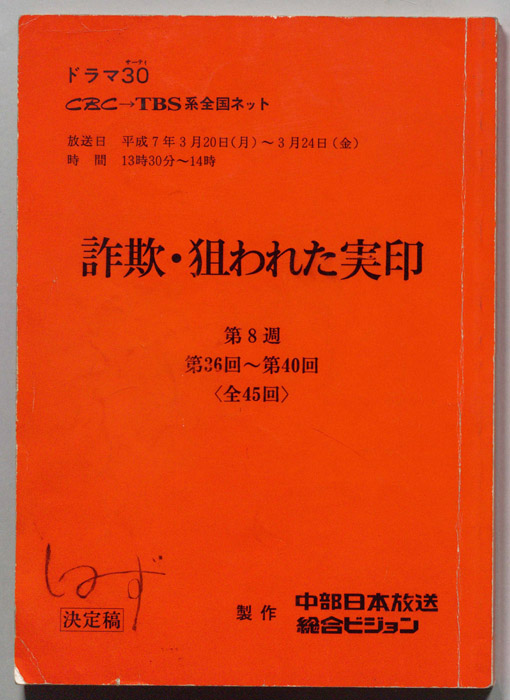 ドラマ30
サーティ
CBC→TBS系全国ネット
放送日 平成7年3月20日(月)～3月24日(金)
時間 13時30分～14時
詐欺・狙われた実印
第8週
第36回～第40回
〈全45回〉
はず
決定稿
製作 中部日本放送
総合ビジョン